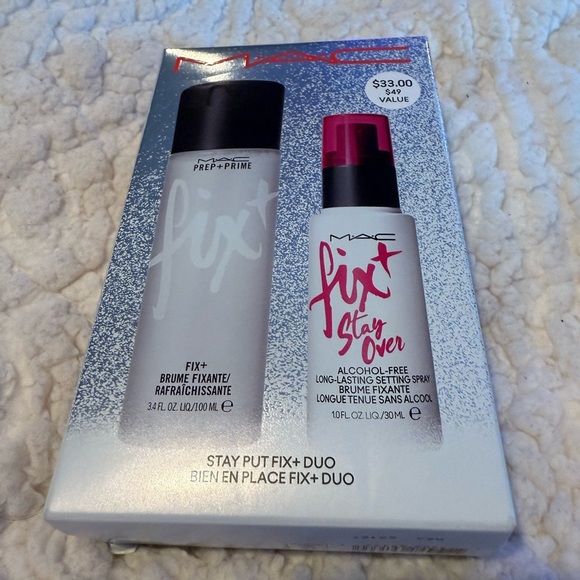 MAC
$33.00
$49
VALUE
MAC
PREP+PRIME
fix+
FIX+
BRUME FIXANTE/
RAFRAÎCHISSANTE
3.4 FL. OZ. LIQ./100 ML ℮
MAC
fix+
Stay
Over
ALCOHOL-FREE
LONG-LASTING SETTING SPRAY
BRUME FIXANTE
LONGUE TENUE SANS ALCOOL
1.0 FL. OZ. LIQ./30 ML ℮
STAY PUT FIX+ DUO
BIEN EN PLACE FIX+ DUO